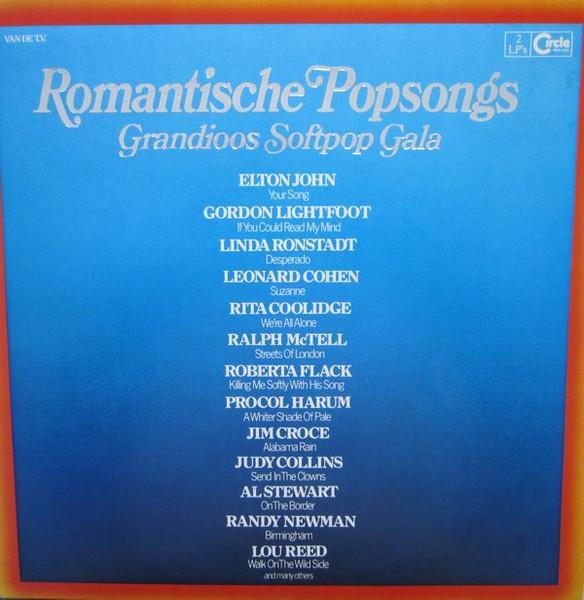 VAN DE T.V.
2
LP's
Circle
Romantische Popsongs
Grandioos Softpop Gala
ELTON JOHN
Your Song
GORDON LIGHTFOOT
If You Could Read My Mind
LINDA RONSTADT
Desperado
LEONARD COHEN
Suzanne
RITA COOLIDGE
We're All Alone
RALPH McTELL
Streets Of London
ROBERTA FLACK
Killing Me Softly With His Song
PROCOL HARUM
A Whiter Shade Of Pale
JIM CROCE
Alabama Rain
JUDY COLLINS
Send In The Clowns
AL STEWART
On The Border
RANDY NEWMAN
Birmingham
LOU REED
Walk On The Wild Side
and many others